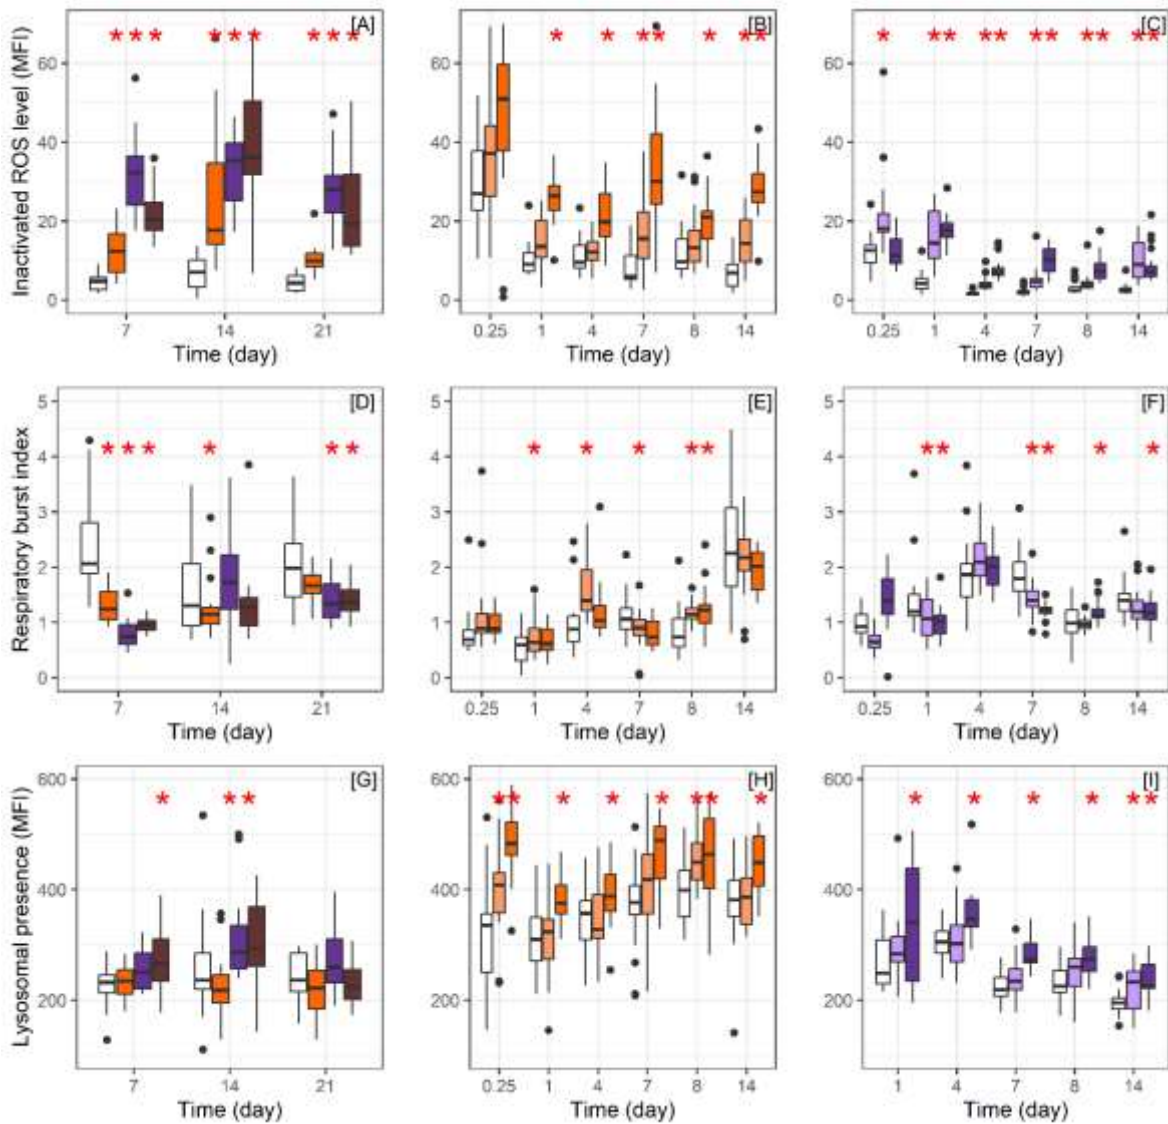 Inactivated ROS level (MFI)
60
40
20
0
[A]
* * * * * * * * *
7 14 21
Time (day)
60
40
20
0
[B]
* * * * * * *
0.25 1 4 7 8 14
Time (day)
60
40
20
0
[C]
* * * * * * * * * * *
0.25 1 4 7 8 14
Time (day)
Respiratory burst index
5
4
3
2
1
0
[D]
* * * * * *
7 14 21
Time (day)
5
4
3
2
1
0
[E]
* * * * *
0.25 1 4 7 8 14
Time (day)
5
4
3
2
1
0
[F]
* * * * * *
0.25 1 4 7 8 14
Time (day)
Lysosomal presence (MFI)
600
400
200
[G]
* * *
7 14 21
Time (day)
600
400
200
[H]
* * * * * * * *
0.25 1 4 7 8 14
Time (day)
600
400
200
[I]
* * * * * *
1 4 7 8 14
Time (day)